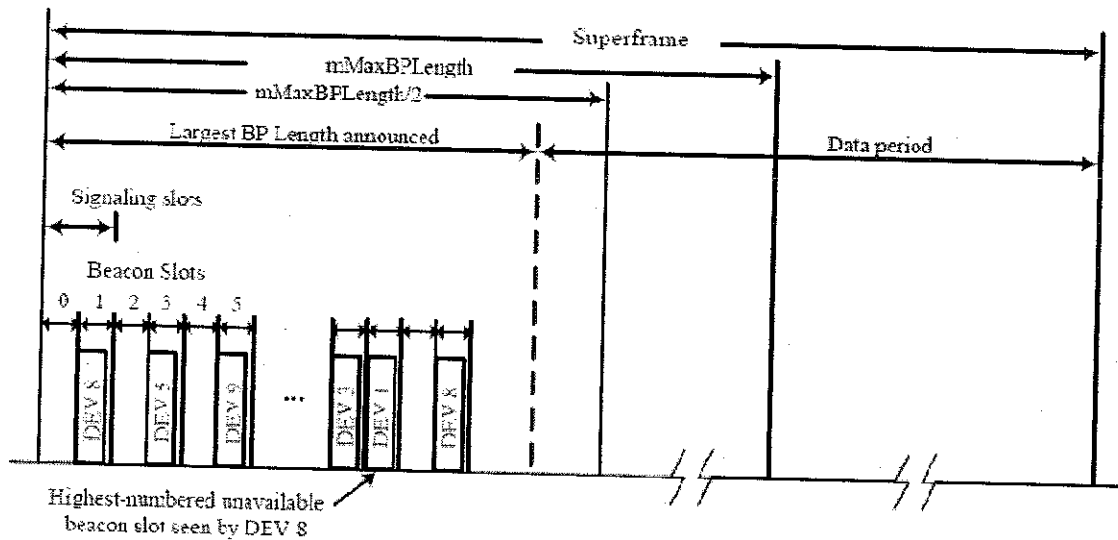 Superframe
mMaxBPLength
mMaxBPLength/2
Largest BP Length announced
Data period
Signaling slots
Beacon Slots
0 1 2 3 4 5
DEV 8
DEV 5
DEV 9
...
DEV
DEV 1
DEV 8
Highest-numbered unavailable
beacon slot seen by DEV 8